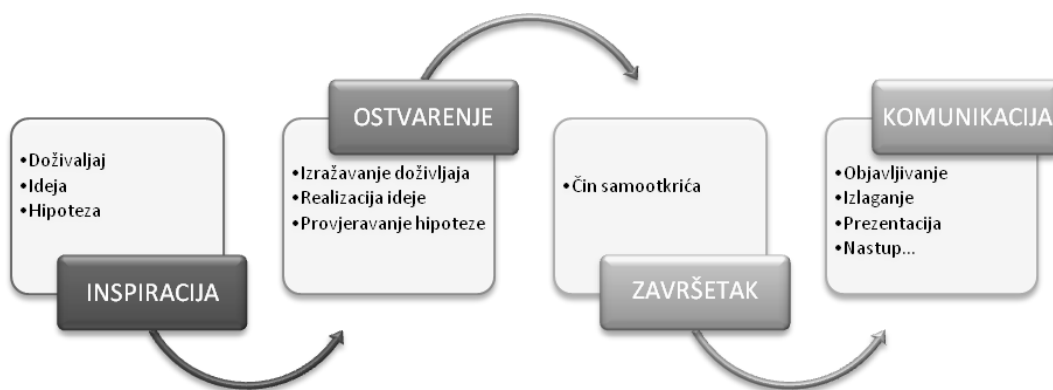 •Doživaljaj
•Ideja
•Hipoteza
INSPIRACIJA
OSTVARENJE
•Izražavanje doživljaja
•Realizacija ideje
•Provjeravanje hipoteze
•Čin samootkrića
ZAVRŠETAK
KOMUNIKACIJA
•Objavljivanje
•Izlaganje
•Prezentacija
•Nastup...